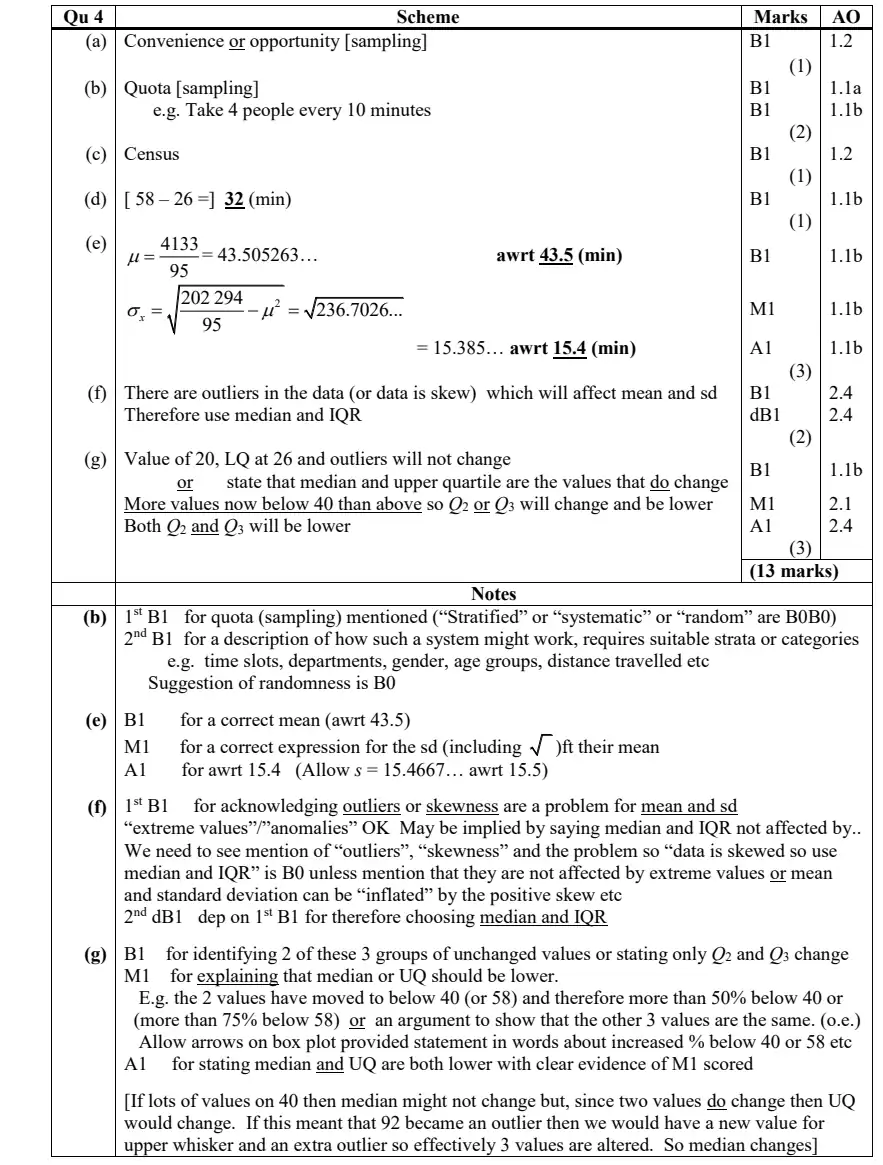 Qu 4 Scheme Marks AO
(a) Convenience or opportunity [sampling] B1 1.2
(1)
(b) Quota [sampling] B1 1.1a
e.g. Take 4 people every 10 minutes B1 1.1b
(2)
(c) Census B1 1.2
(1)
(d) [ 58 – 26 =] 32 (min) B1 1.1b
(1)
(e) μ = 4133/95 = 43.505263… awrt 43.5 (min) B1 1.1b
σₓ = √(202 294/95 – μ²) = √236.7026... M1 1.1b
= 15.385… awrt 15.4 (min) A1 1.1b
(3)
(f) There are outliers in the data (or data is skew) which will affect mean and sd B1 2.4
Therefore use median and IQR dB1 2.4
(2)
(g) Value of 20, LQ at 26 and outliers will not change B1 1.1b
or state that median and upper quartile are the values that do change
More values now below 40 than above so Q₂ or Q₃ will change and be lower M1 2.1
Both Q₂ and Q₃ will be lower A1 2.4
(3)
(13 marks)
Notes
(b) 1st B1 for quota (sampling) mentioned (“Stratified” or “systematic” or “random” are B0B0)
2nd B1 for a description of how such a system might work, requires suitable strata or categories
e.g. time slots, departments, gender, age groups, distance travelled etc
Suggestion of randomness is B0
(e) B1 for a correct mean (awrt 43.5)
M1 for a correct expression for the sd (including √ )ft their mean
A1 for awrt 15.4 (Allow s = 15.4667… awrt 15.5)
(f) 1st B1 for acknowledging outliers or skewness are a problem for mean and sd
“extreme values”/”anomalies” OK May be implied by saying median and IQR not affected by..
We need to see mention of “outliers”, “skewness” and the problem so “data is skewed so use
median and IQR” is B0 unless mention that they are not affected by extreme values or mean
and standard deviation can be “inflated” by the positive skew etc
2nd dB1 dep on 1st B1 for therefore choosing median and IQR
(g) B1 for identifying 2 of these 3 groups of unchanged values or stating only Q₂ and Q₃ change
M1 for explaining that median or UQ should be lower.
E.g. the 2 values have moved to below 40 (or 58) and therefore more than 50% below 40 or
(more than 75% below 58) or an argument to show that the other 3 values are the same. (o.e.)
Allow arrows on box plot provided statement in words about increased % below 40 or 58 etc
A1 for stating median and UQ are both lower with clear evidence of M1 scored
[If lots of values on 40 then median might not change but, since two values do change then UQ
would change. If this meant that 92 became an outlier then we would have a new value for
upper whisker and an extra outlier so effectively 3 values are altered. So median changes]